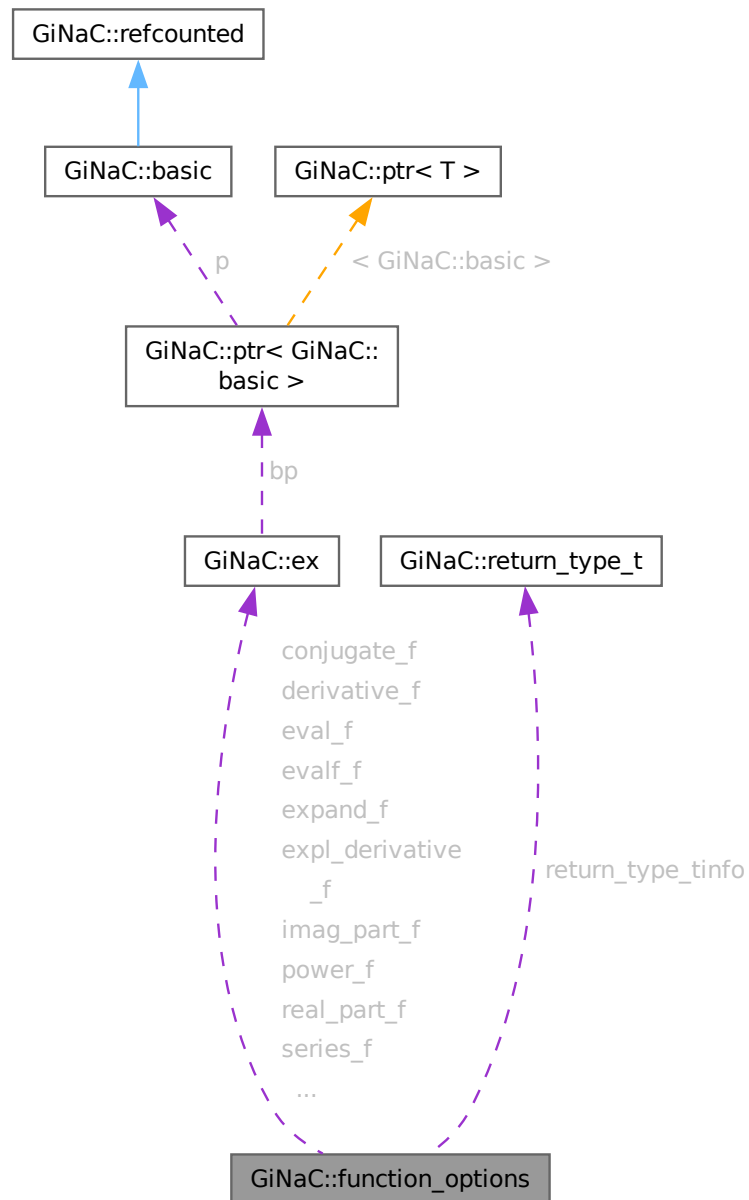 GiNaC::refcounted
GiNaC::basic
GiNaC::ptr< T >
p
< GiNaC::basic >
GiNaC::ptr< GiNaC::
basic >
bp
GiNaC::ex
GiNaC::return_type_t
conjugate_f
derivative_f
eval_f
evalf_f
expand_f
expl_derivative
_f
imag_part_f
power_f
real_part_f
series_f
...
return_type_tinfo
GiNaC::function_options